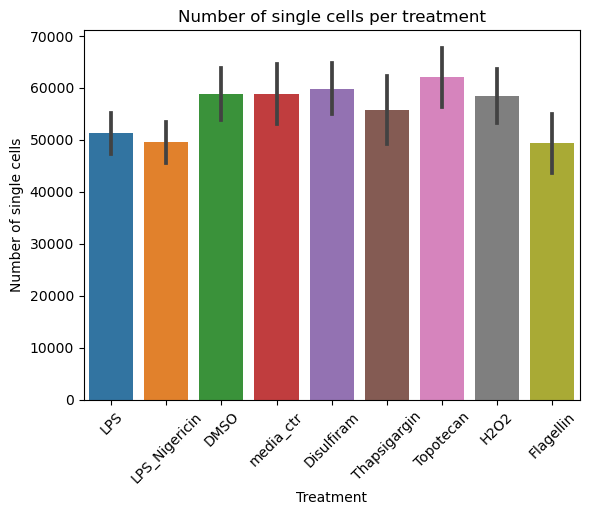 Number of single cells per treatment
Number of single cells
70000
60000
50000
40000
30000
20000
10000
0
LPS
LPS_Nigericin
DMSO
media_ctr
Disulfiram
Thapsigargin
Topotecan
H2O2
Flagellin
Treatment